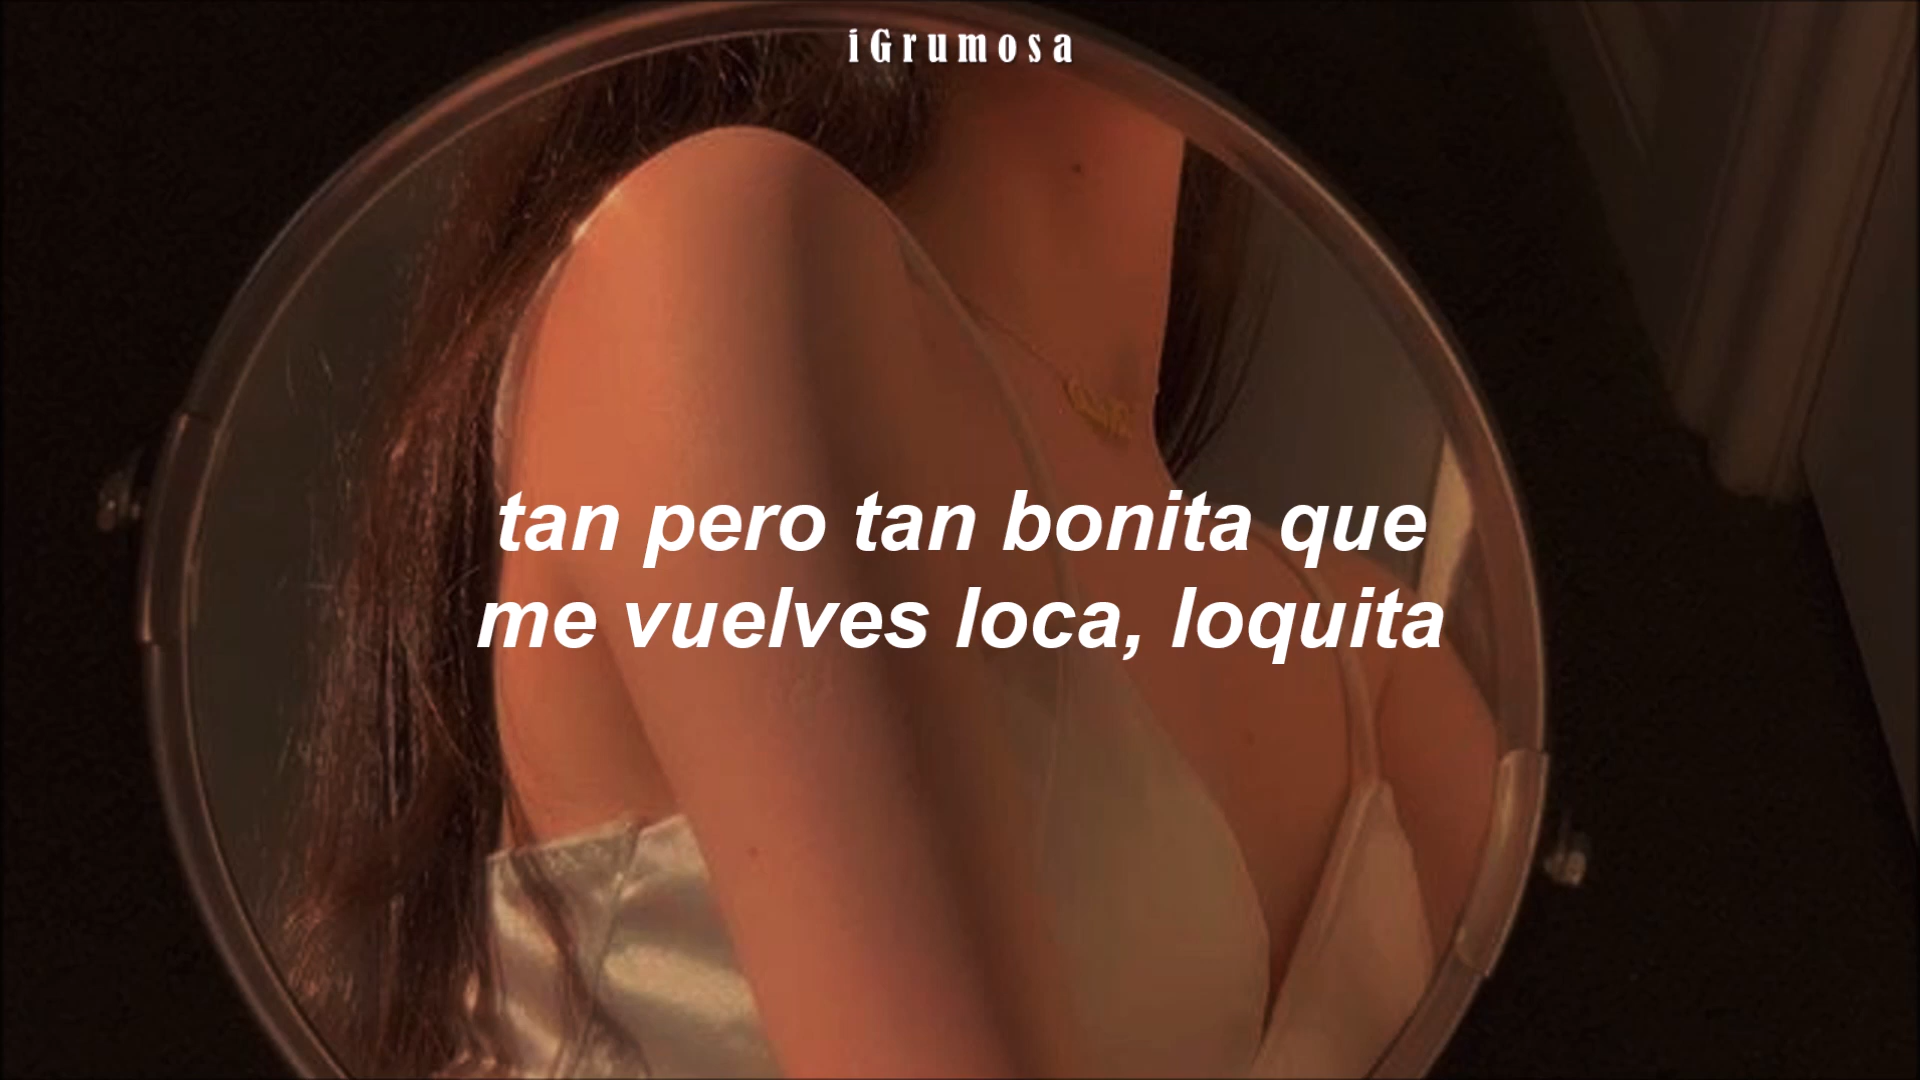 iGrumosa
tan pero tan bonita que
me vuelves loca, loquita